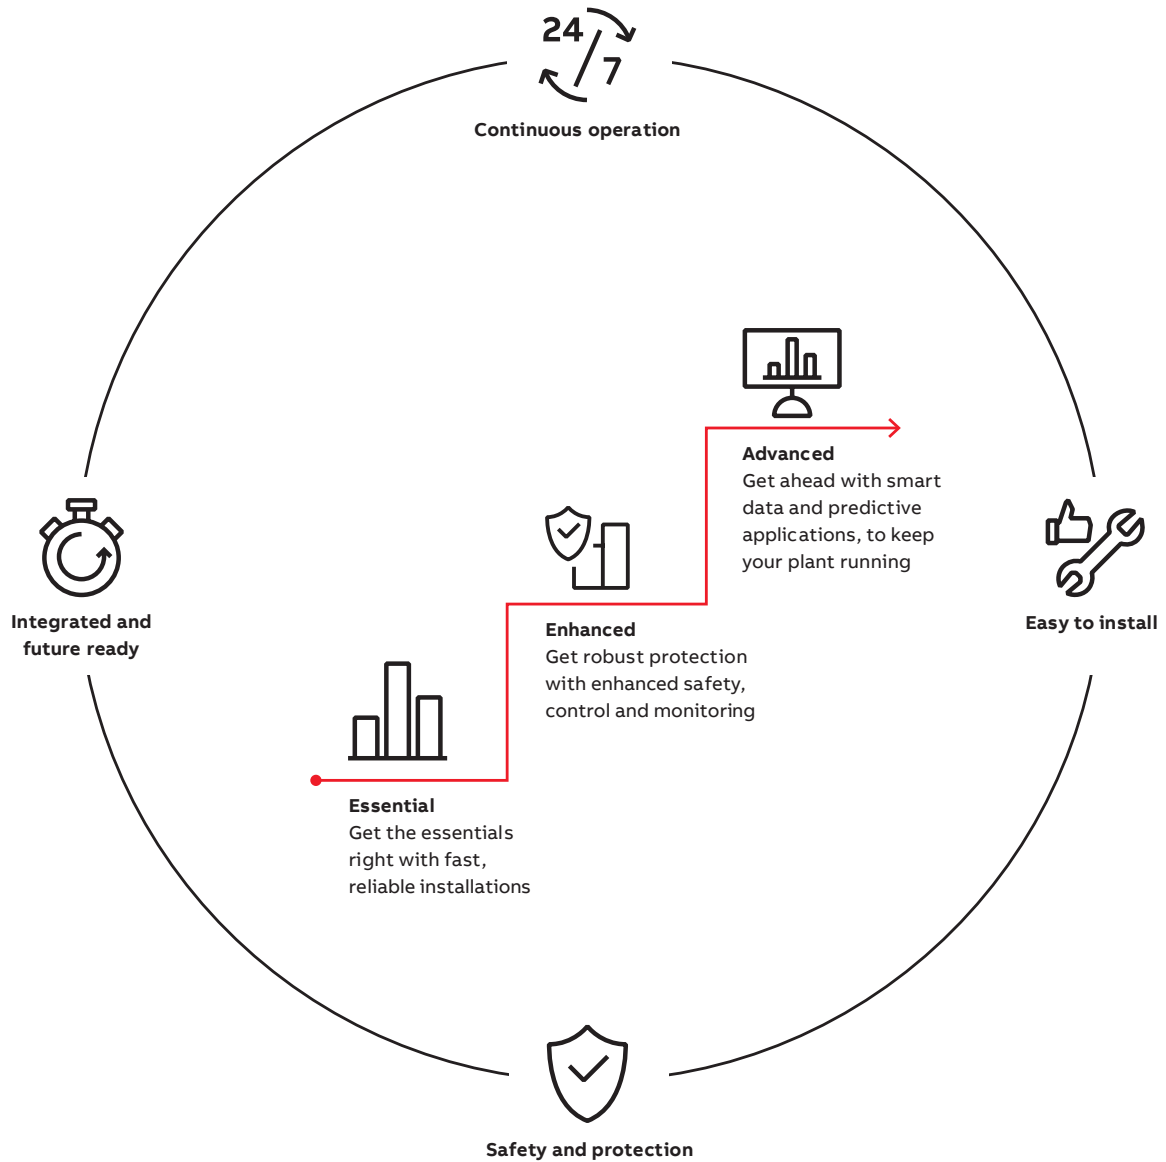 24
7
Continuous operation
Advanced
Get ahead with smart
data and predictive
applications, to keep
your plant running
Integrated and
future ready
Easy to install
Enhanced
Get robust protection
with enhanced safety,
control and monitoring
Essential
Get the essentials
right with fast,
reliable installations
Safety and protection